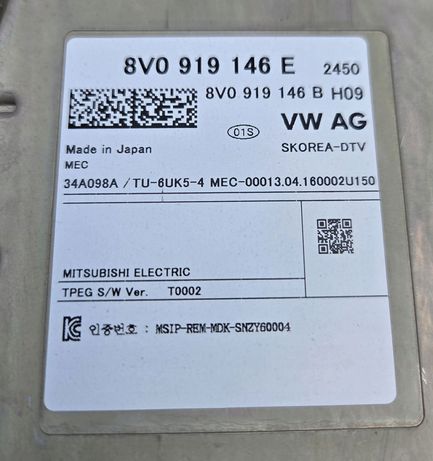 8V0 919 146 E 2450
8V0 919 146 B H09
01S VW AG
Made in Japan SKOREA-DTV
MEC
34A098A / TU-6UK5-4 MEC-00013.04.160002U150
MITSUBISHI ELECTRIC
TPEG S/W Ver. T0002
인증번호 : MSIP-REM-MDK-SNZY60004